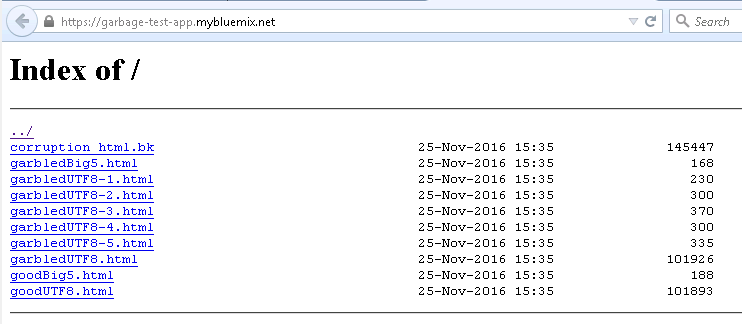 https://garbage-test-app.mybluemix.net
Search
Index of /
../
corruption html.bk 25-Nov-2016 15:35 145447
garbledBig5.html 25-Nov-2016 15:35 168
garbledUTF8-1.html 25-Nov-2016 15:35 230
garbledUTF8-2.html 25-Nov-2016 15:35 300
garbledUTF8-3.html 25-Nov-2016 15:35 370
garbledUTF8-4.html 25-Nov-2016 15:35 300
garbledUTF8-5.html 25-Nov-2016 15:35 335
garbledUTF8.html 25-Nov-2016 15:35 101926
goodBig5.html 25-Nov-2016 15:35 188
goodUTF8.html 25-Nov-2016 15:35 101893